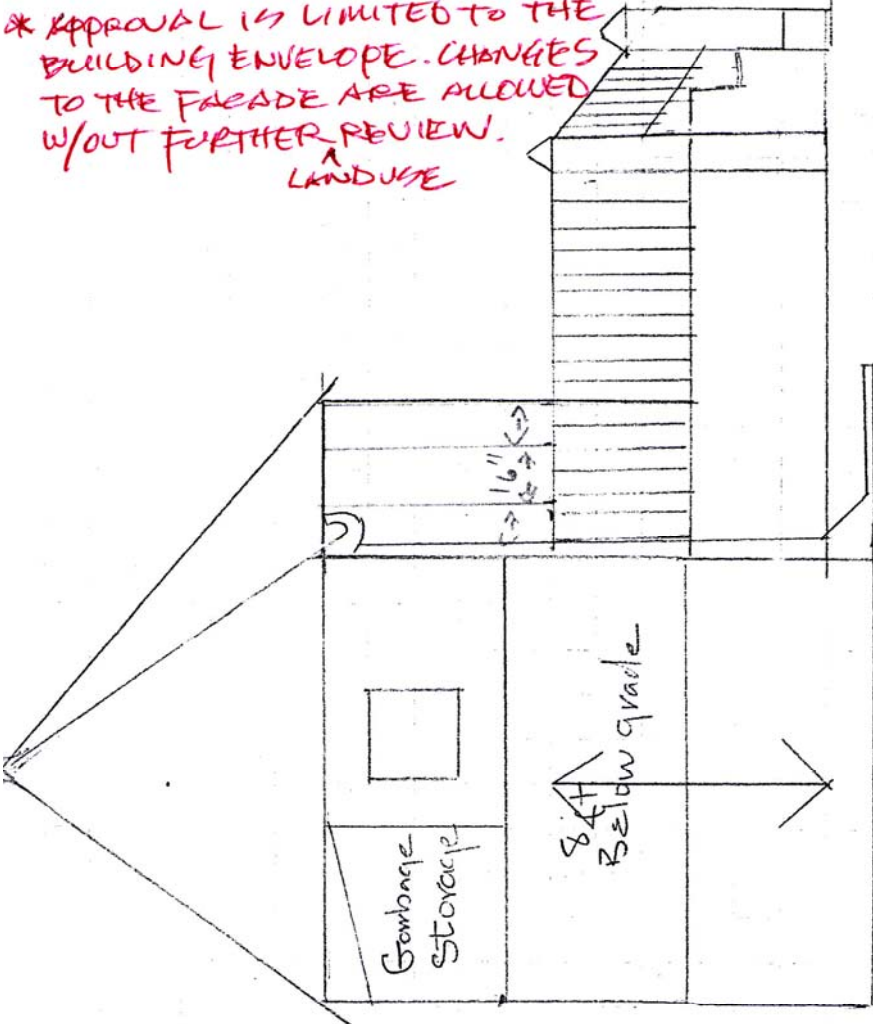 * APPROVAL IS LIMITED TO THE
BUILDING ENVELOPE. CHANGES
TO THE FACADE ARE ALLOWED
W/OUT FURTHER ^ REVIEW.
LANDUSE
16"
8 ft
Below grade
Garbage
Storage